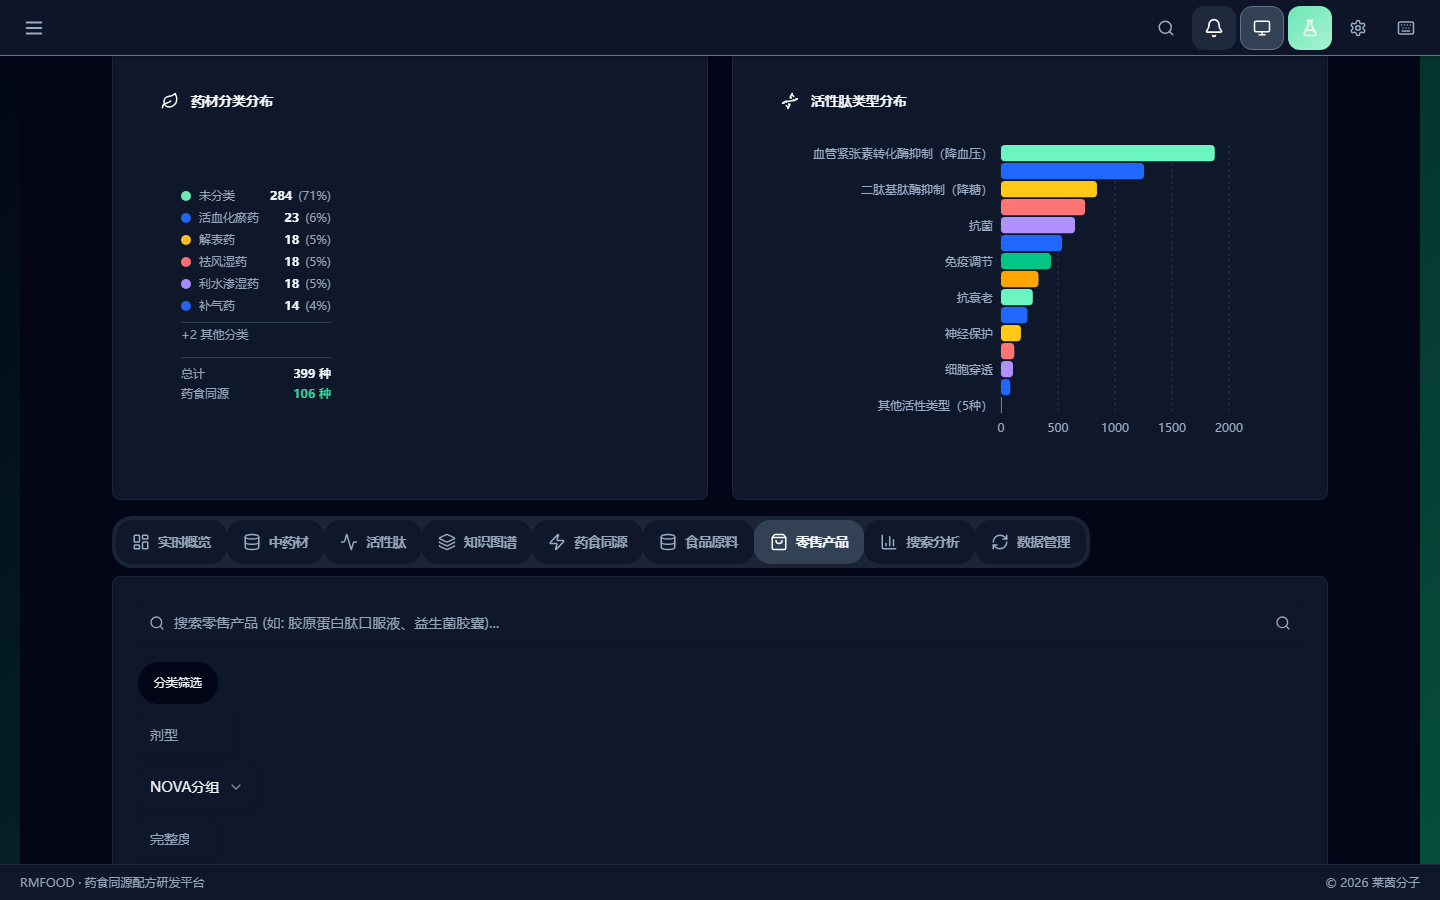 药材分类分布
未分类 284 (71%)
活血化瘀药 23 (6%)
解表药 18 (5%)
祛风湿药 18 (5%)
利水渗湿药 18 (5%)
补气药 14 (4%)
+2 其他分类
总计 399 种
药食同源 106 种
活性肽类型分布
血管紧张素转化酶抑制（降血压）
二肽基肽酶抑制（降糖）
抗菌
免疫调节
抗衰老
神经保护
细胞穿透
其他活性类型（5种）
0 500 1000 1500 2000
实时概览 中药材 活性肽 知识图谱 药食同源 食品原料 零售产品 搜索分析 数据管理
搜索零售产品 (如: 胶原蛋白肽口服液、益生菌胶囊)...
分类筛选
剂型
NOVA分组
完整度
RMFOOD · 药食同源配方研发平台
© 2026 莱茵分子